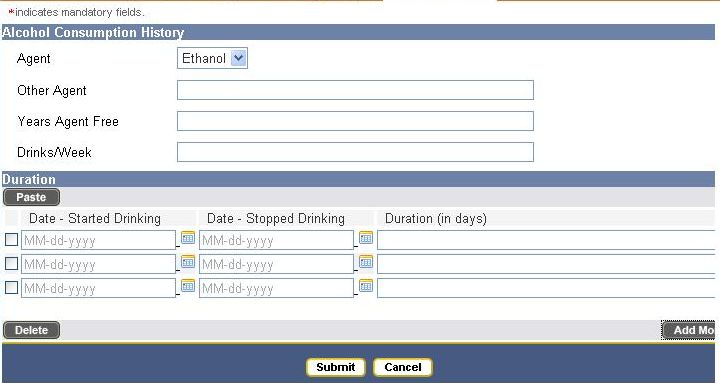 *indicates mandatory fields.
Alcohol Consumption History
Agent Ethanol
Other Agent
Years Agent Free
Drinks/Week
Duration
Paste
Date - Started Drinking Date - Stopped Drinking Duration (in days)
MM-dd-yyyy MM-dd-yyyy
MM-dd-yyyy MM-dd-yyyy
MM-dd-yyyy MM-dd-yyyy
Delete Add Mo
Submit Cancel